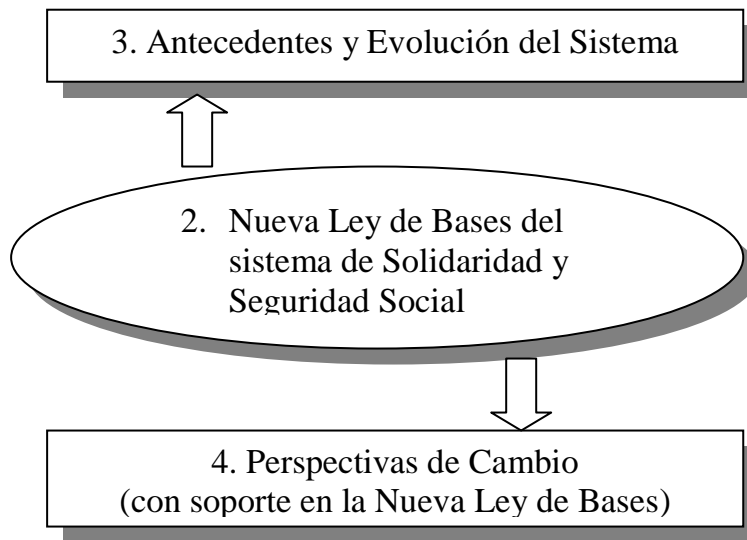 3. Antecedentes y Evolución del Sistema
2. Nueva Ley de Bases del
sistema de Solidaridad y
Seguridad Social
4. Perspectivas de Cambio
(con soporte en la Nueva Ley de Bases)